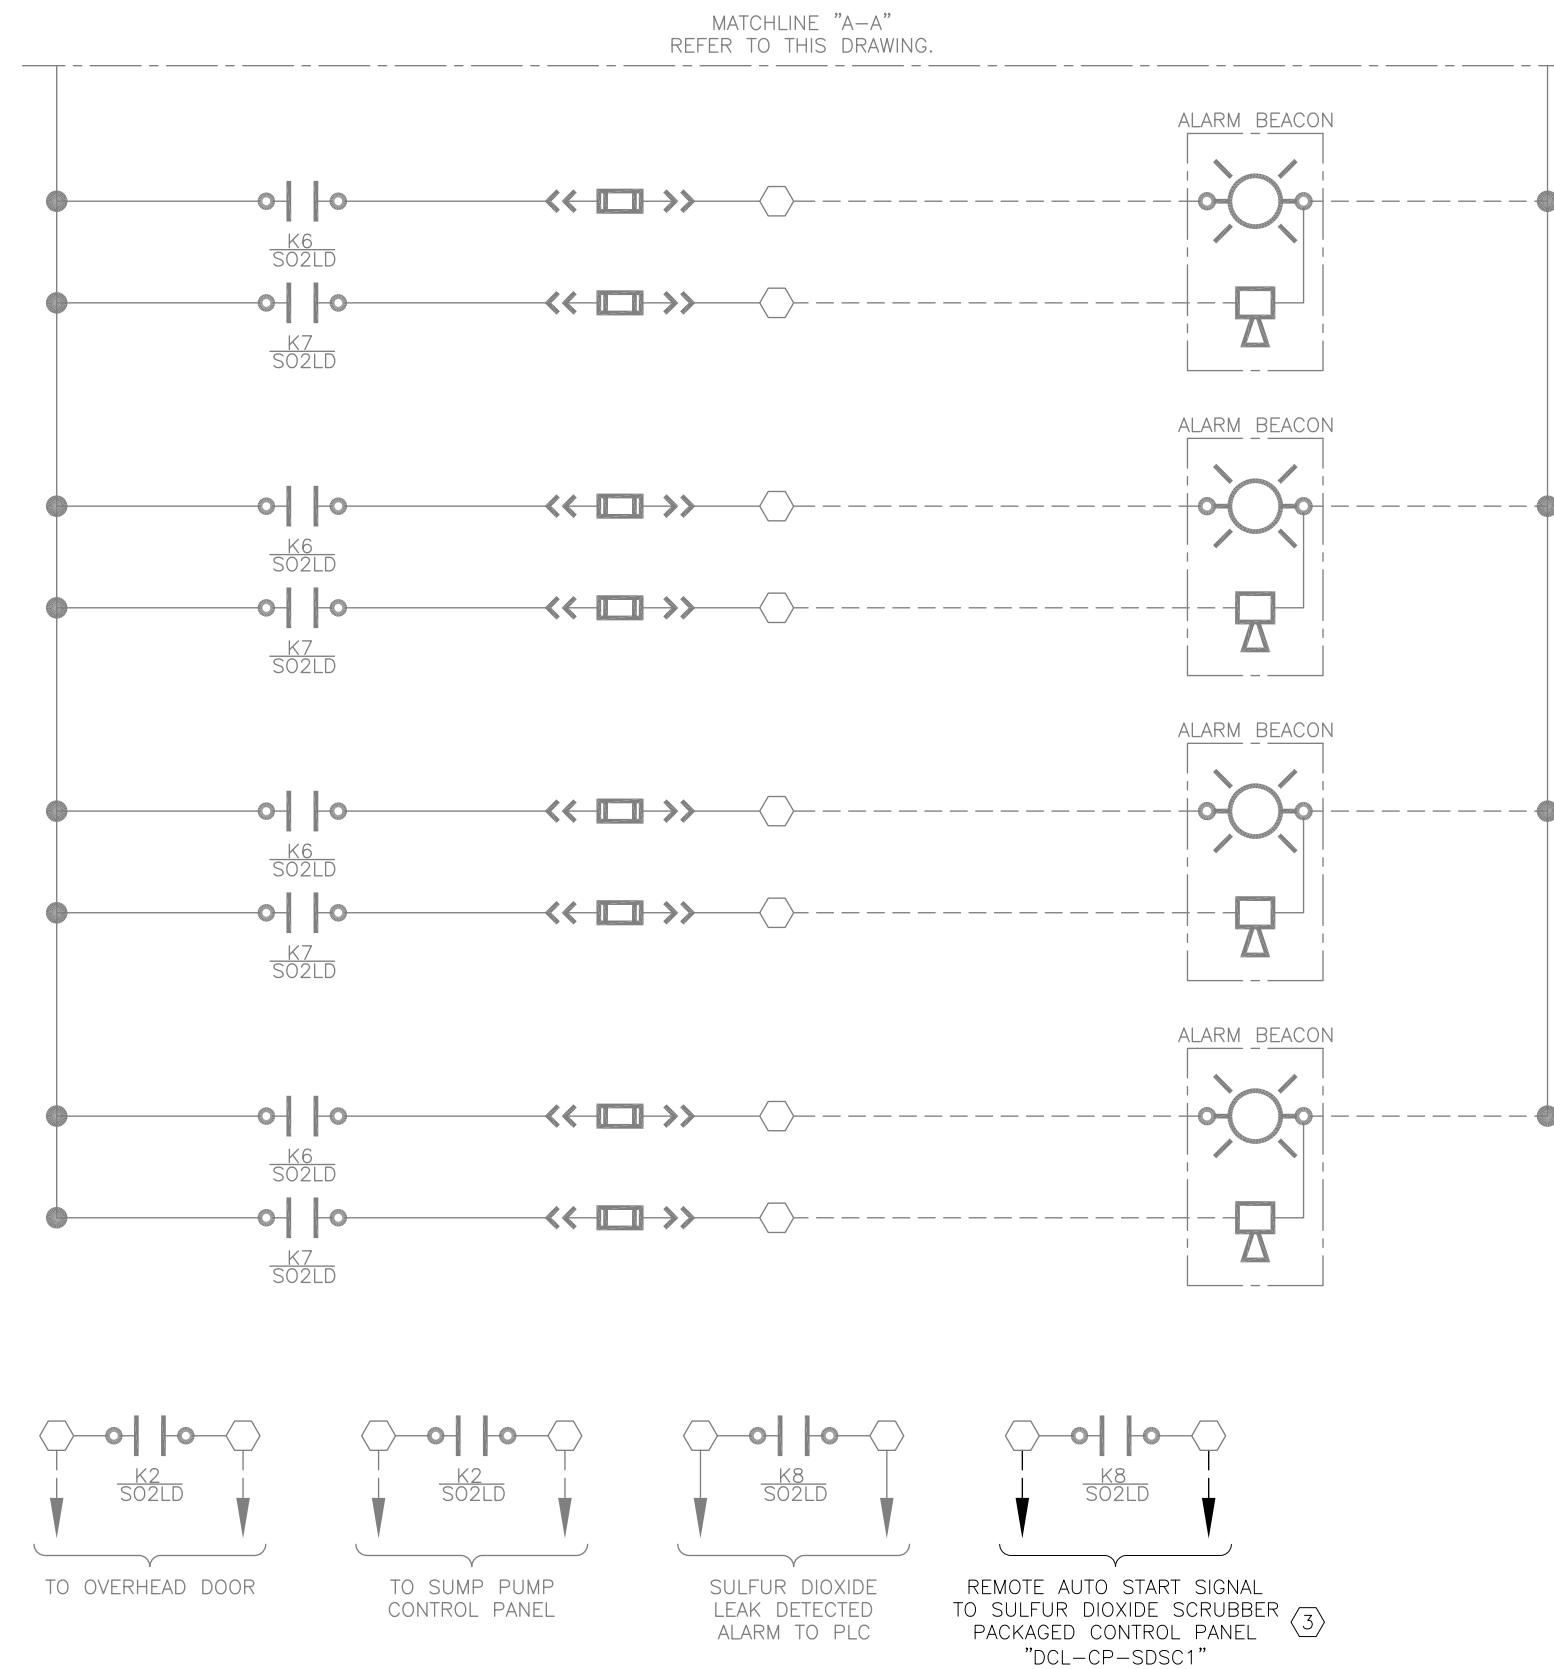 MATCHLINE "A-A"
REFER TO THIS DRAWING.
ALARM BEACON
K6
SO2LD
K7
SO2LD
ALARM BEACON
K6
SO2LD
K7
SO2LD
ALARM BEACON
K6
SO2LD
K7
SO2LD
ALARM BEACON
K6
SO2LD
K7
SO2LD
K2
SO2LD
TO OVERHEAD DOOR
K2
SO2LD
TO SUMP PUMP
CONTROL PANEL
K8
SO2LD
SULFUR DIOXIDE
LEAK DETECTED
ALARM TO PLC
K8
SO2LD
REMOTE AUTO START SIGNAL
TO SULFUR DIOXIDE SCRUBBER
PACKAGED CONTROL PANEL
"DCL-CP-SDSC1"
3